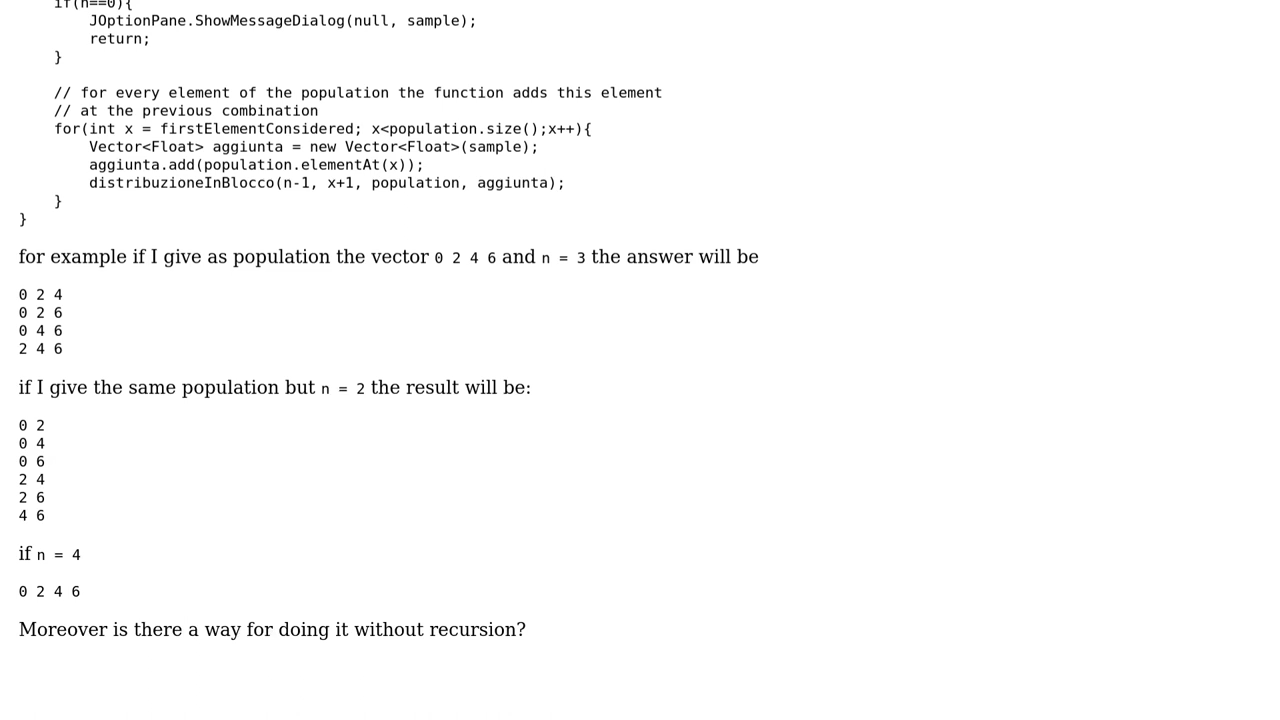 if(n==0){
JOptionPane.ShowMessageDialog(null, sample);
return;
}
// for every element of the population the function adds this element
// at the previous combination
for(int x = firstElementConsidered; x<population.size();x++){
Vector<Float> aggiunta = new Vector<Float>(sample);
aggiunta.add(population.elementAt(x));
distribuzioneInBlocco(n-1, x+1, population, aggiunta);
}
}
for example if I give as population the vector 0 2 4 6 and n = 3 the answer will be
0 2 4
0 2 6
0 4 6
2 4 6
if I give the same population but n = 2 the result will be:
0 2
0 4
0 6
2 4
2 6
4 6
if n = 4
0 2 4 6
Moreover is there a way for doing it without recursion?